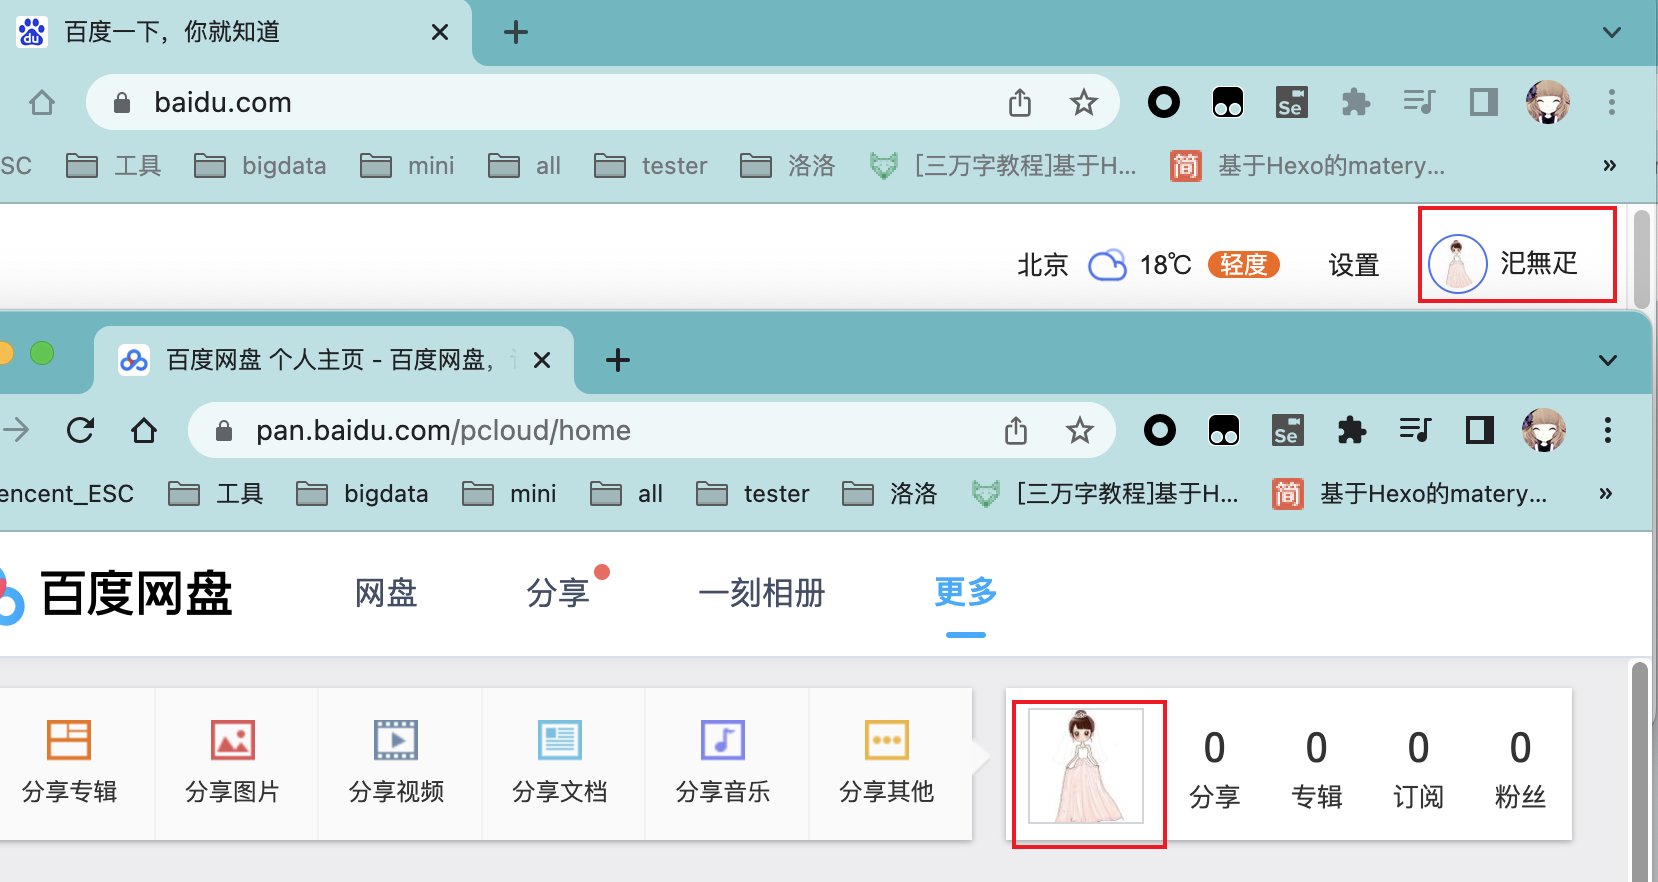 百度一下，你就知道
baidu.com
SC 工具 bigdata mini all tester 洛洛 [三万字教程]基于H... 简 基于Hexo的matery... »
北京 18℃ 轻度 设置 汜無疋
百度网盘 个人主页 - 百度网盘，
pan.baidu.com/pcloud/home
encent_ESC 工具 bigdata mini all tester 洛洛 [三万字教程]基于H... 简 基于Hexo的matery... »
百度网盘 网盘 分享 一刻相册 更多
0 0 0 0
分享专辑 分享图片 分享视频 分享文档 分享音乐 分享其他 分享 专辑 订阅 粉丝